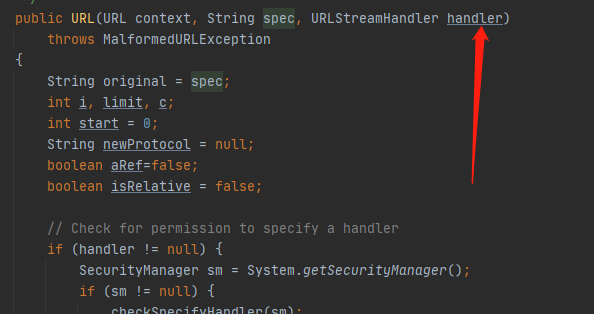 public URL(URL context, String spec, URLStreamHandler handler)
throws MalformedURLException
{
String original = spec;
int i, limit, c;
int start = 0;
String newProtocol = null;
boolean aRef=false;
boolean isRelative = false;
// Check for permission to specify a handler
if (handler != null) {
SecurityManager sm = System.getSecurityManager();
if (sm != null) {
checkSpecifyHandler(sm);